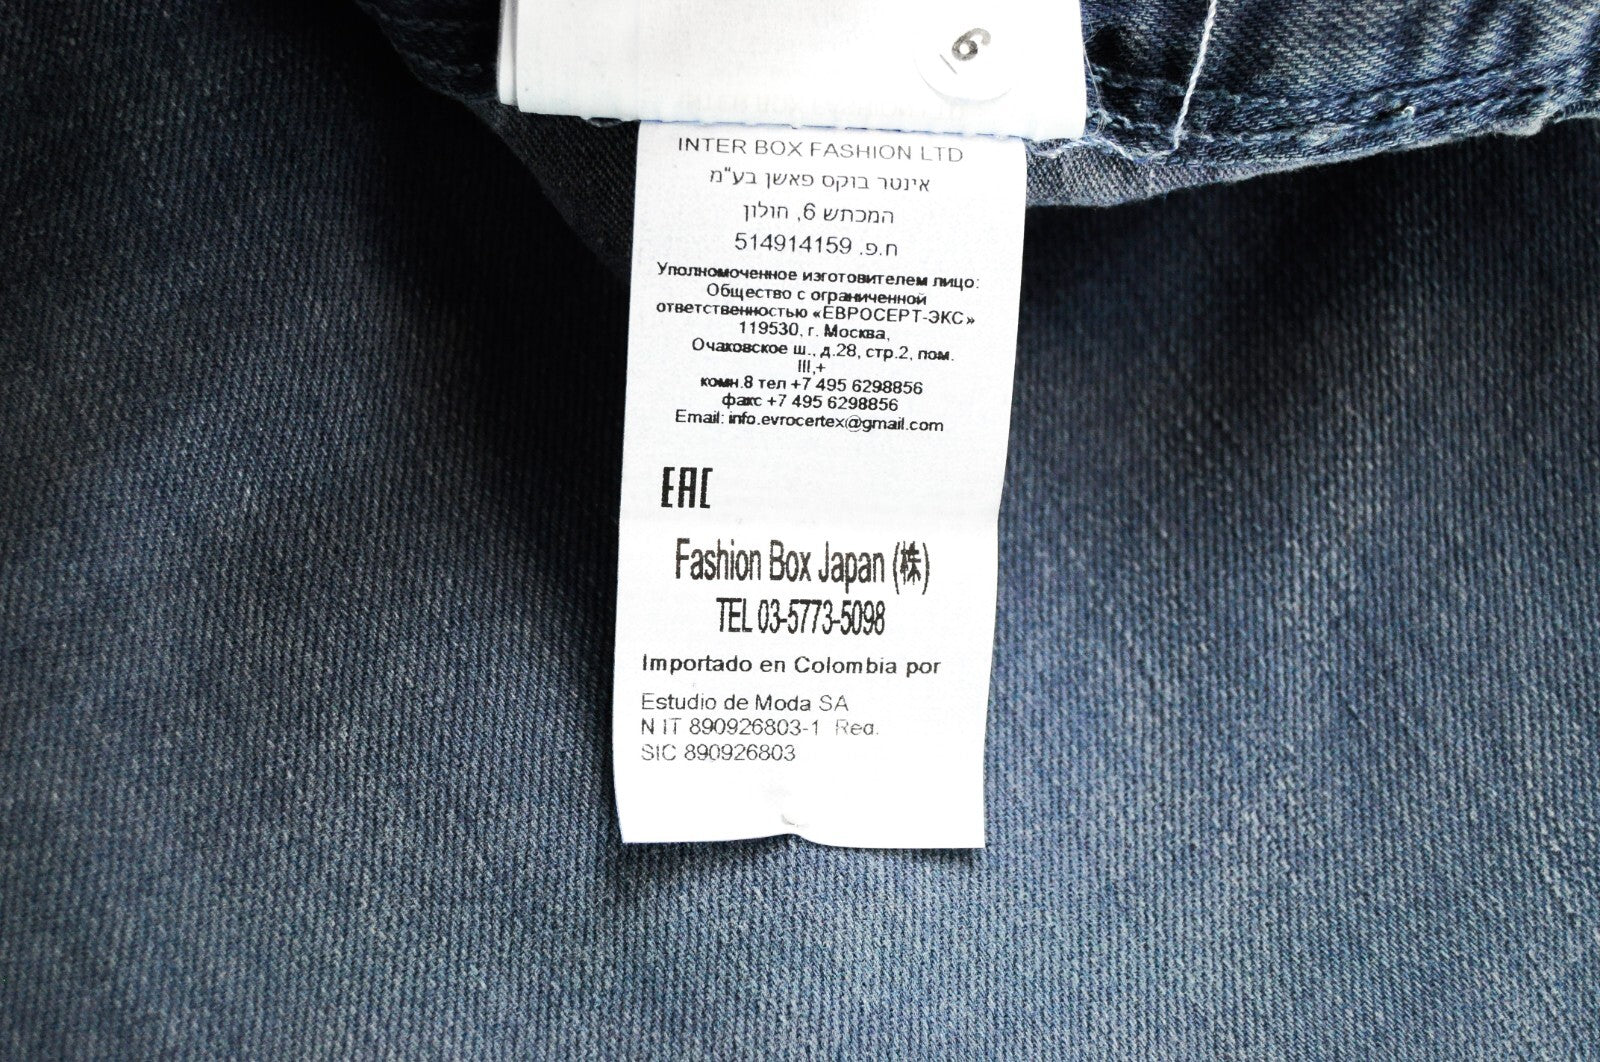 6
INTER BOX FASHION LTD
אינטר בוקס פאשן בע"מ
המכתש 6, חולון
ח.פ. 514914159
Уполномоченное изготовителем лицо:
Общество с ограниченной
ответственностью «ЕВРОСЕРТ-ЭКС»
119530, г. Москва,
Очаковское ш., д.28, стр.2, пом.
III,+
комн.8 тел +7 495 6298856
факс +7 495 6298856
Email: info.evrocertex@gmail.com
EAC
Fashion Box Japan (株)
TEL 03-5773-5098
Importado en Colombia por
Estudio de Moda SA
N IT 890926803-1 Reg.
SIC 890926803